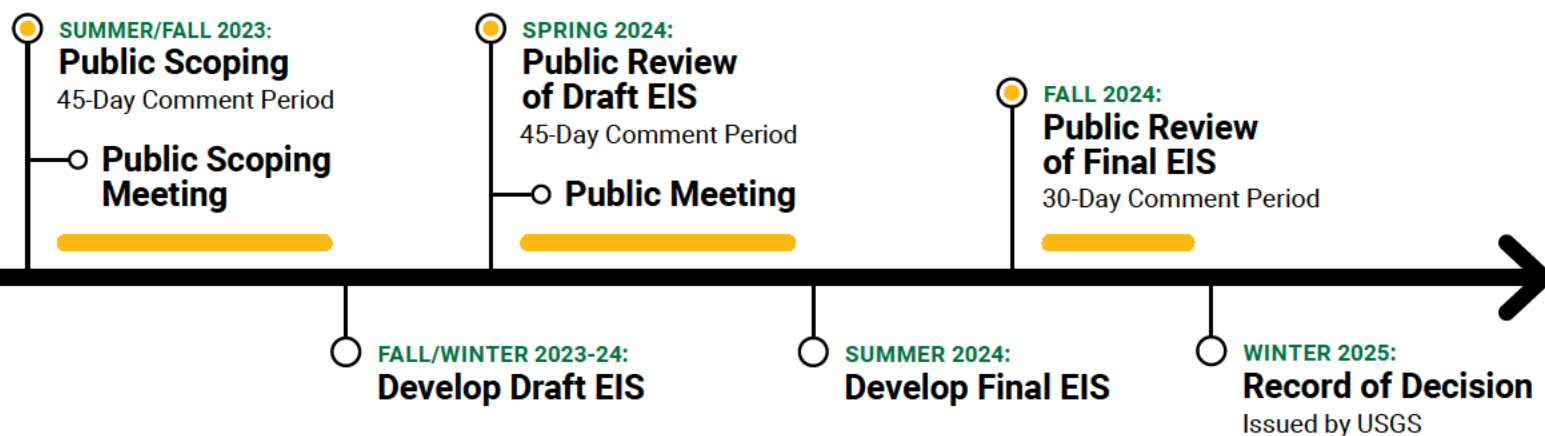 SUMMER/FALL 2023:
Public Scoping
45-Day Comment Period
Public Scoping
Meeting
SPRING 2024:
Public Review
of Draft EIS
45-Day Comment Period
Public Meeting
FALL 2024:
Public Review
of Final EIS
30-Day Comment Period
FALL/WINTER 2023-24:
Develop Draft EIS
SUMMER 2024:
Develop Final EIS
WINTER 2025:
Record of Decision
Issued by USGS